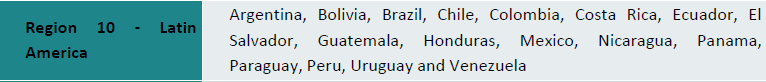 Region 10 - Latin
America
Argentina, Bolivia, Brazil, Chile, Colombia, Costa Rica, Ecuador, El
Salvador, Guatemala, Honduras, Mexico, Nicaragua, Panama,
Paraguay, Peru, Uruguay and Venezuela